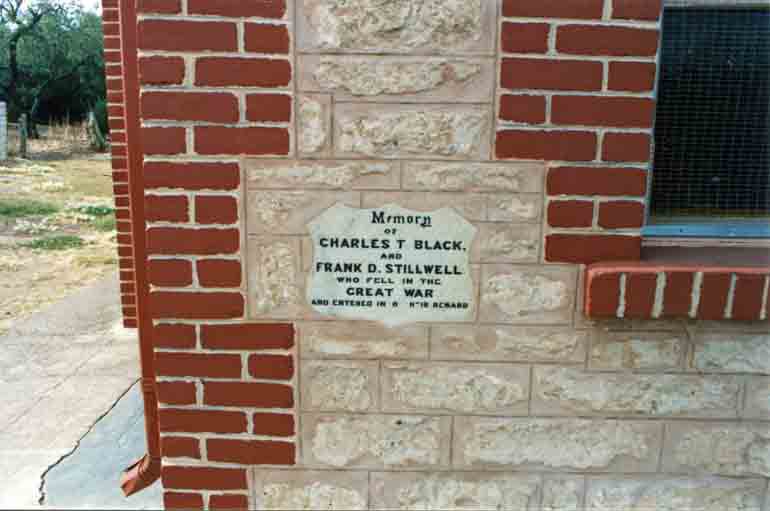 Memory
OF
CHARLES T BLACK.
AND
FRANK D. STILLWELL
WHO FELL IN THE
GREAT WAR
AND ENTERED IN